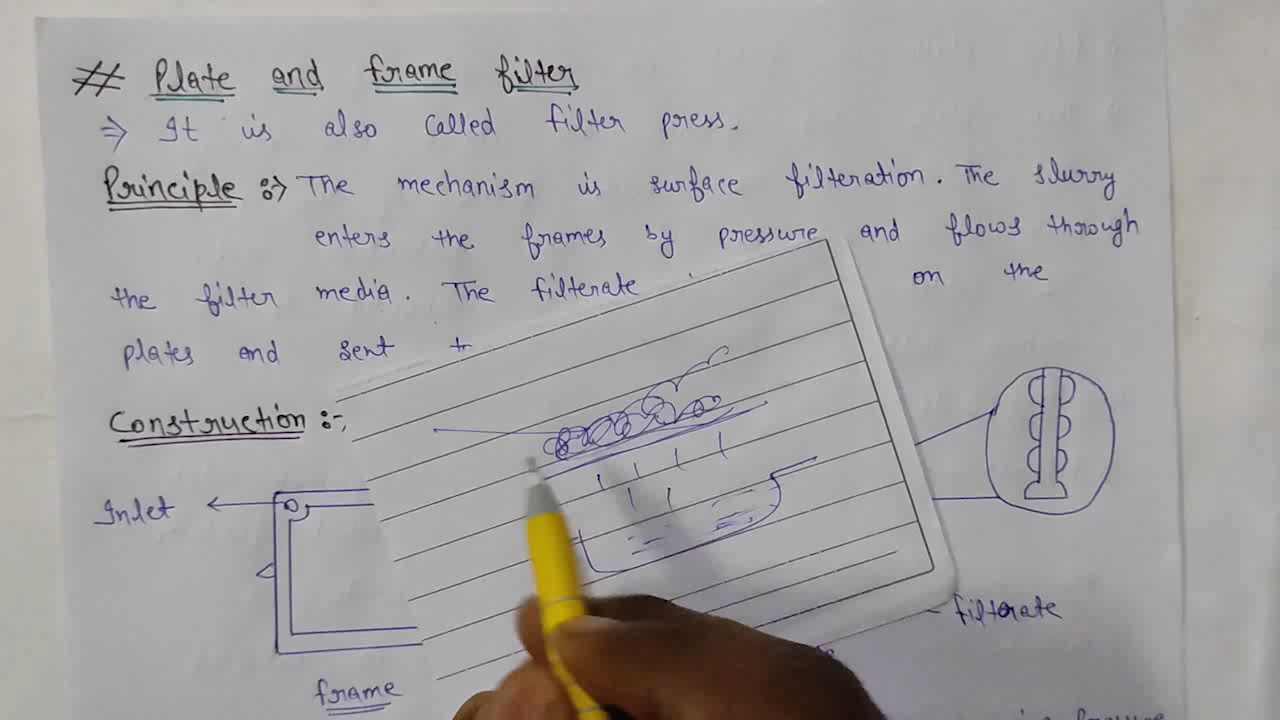 # Plate and frame filter
⇒ It is also called filter press.
Principle :→ The mechanism is surface filteration. The slurry
enters the frames by pressure and flows through
the filter media. The filterate on the
plates and sent
Construction :-
Inlet
filterate
frame